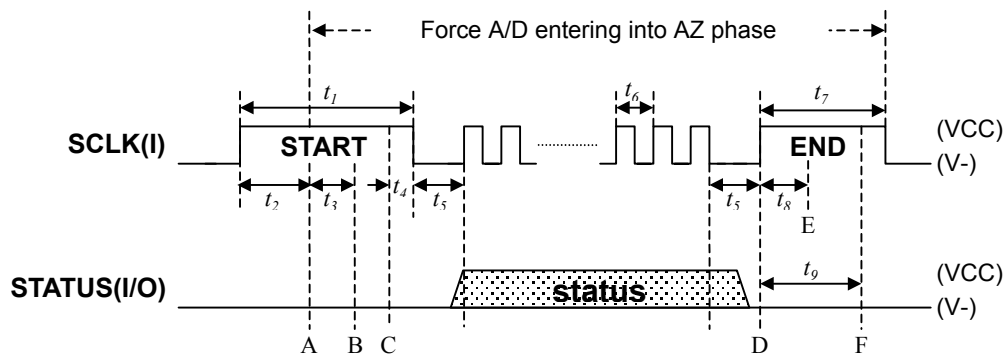 Force A/D entering into AZ phase
t1
t6
t7
SCLK(I)
START
END
(VCC)
(V-)
t2
t3
t4
t5
t5
t8
E
STATUS(I/O)
status
t9
(VCC)
(V-)
A
B
C
D
F